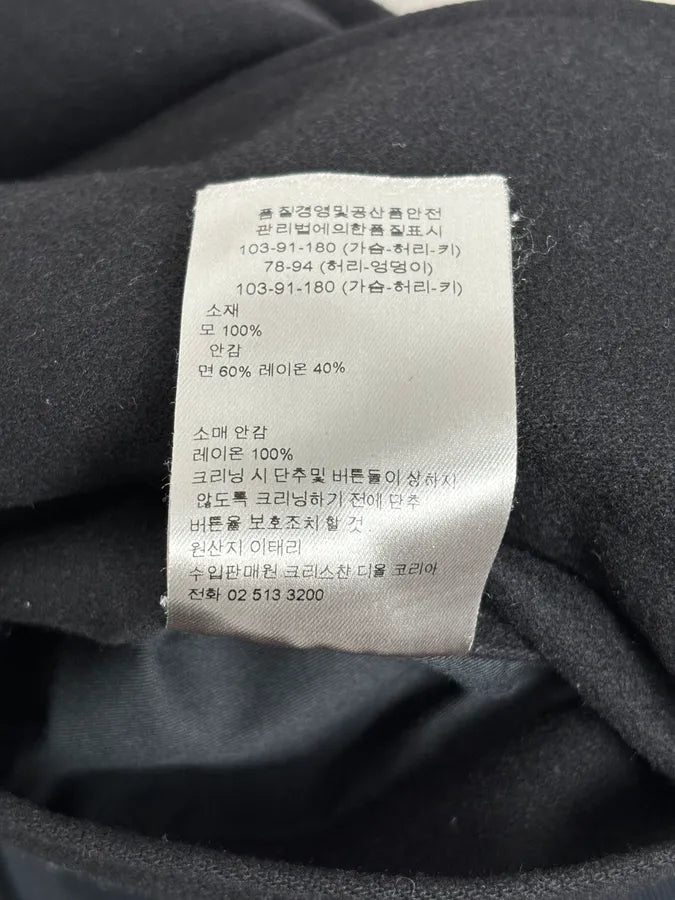 품질경영및공산품안전
관리법에의한품질표시
103-91-180 (가슴-허리-키)
78-94 (허리-엉덩이)
103-91-180 (가슴-허리-키)
소재
모 100%
안감
면 60% 레이온 40%
소매 안감
레이온 100%
크리닝 시 단추및 버튼들이 상하지
않도록 크리닝하기 전에 단추
버튼을 보호조치할 것
원산지 이태리
수입판매원 크리스챤 디올 코리아
전화 02 513 3200